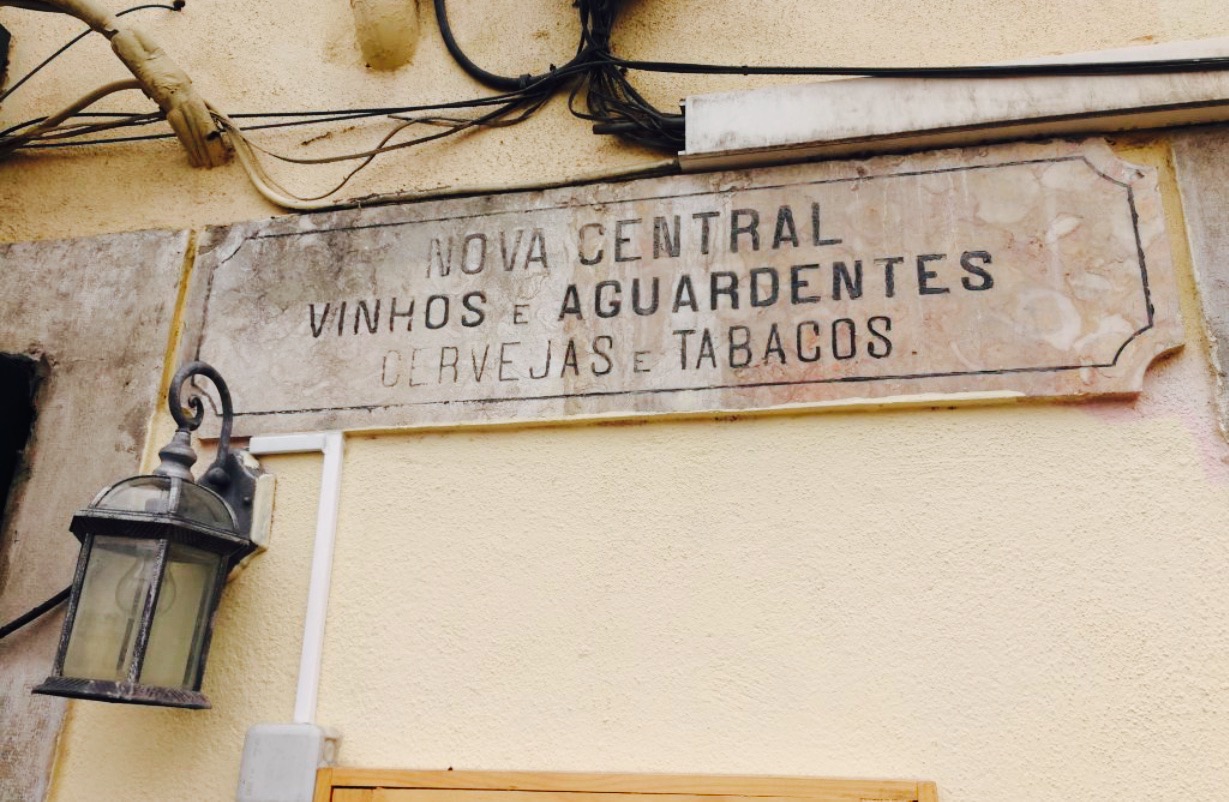 NOVA CENTRAL
VINHOS E AGUARDENTES
CERVEJAS E TABACOS.